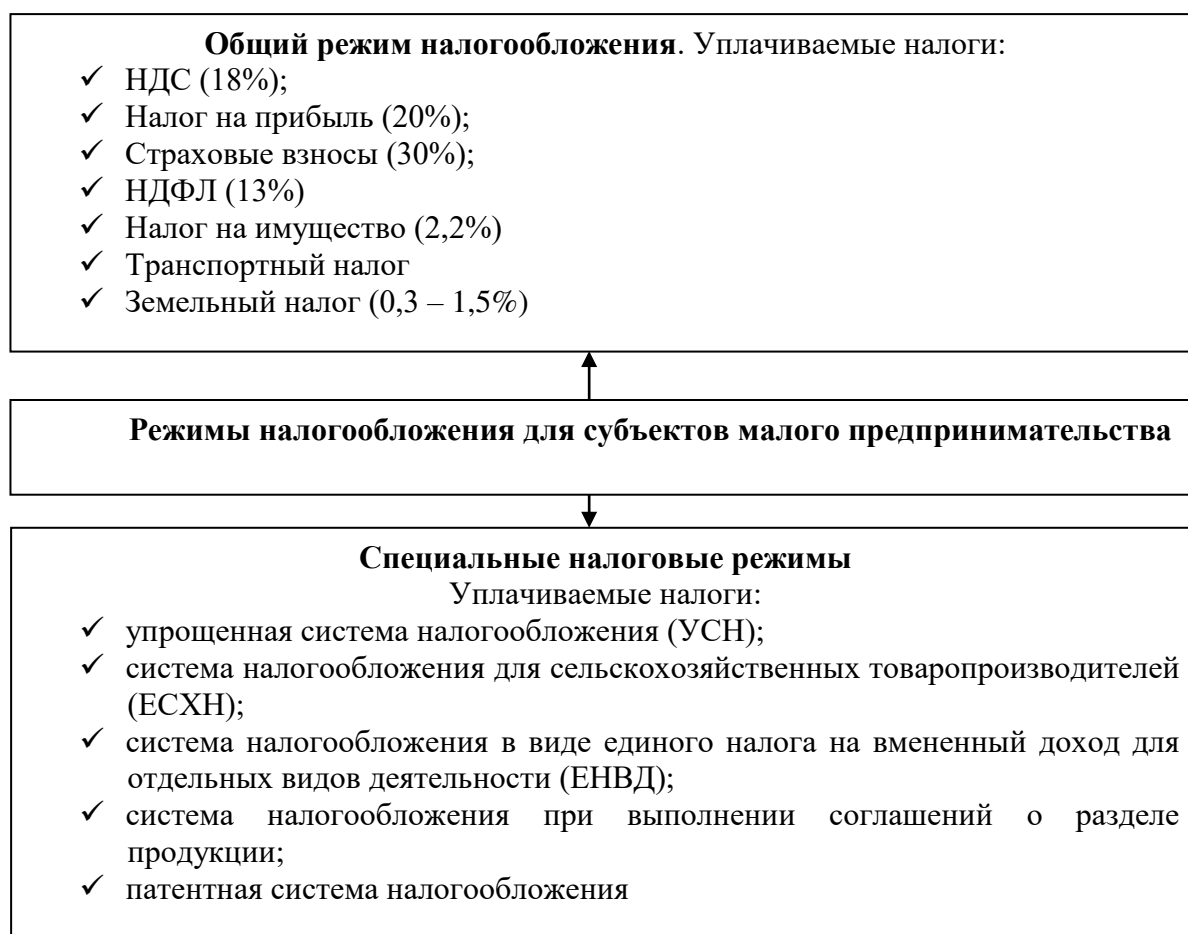 Общий режим налогообложения. Уплачиваемые налоги:
✓ НДС (18%);
✓ Налог на прибыль (20%);
✓ Страховые взносы (30%);
✓ НДФЛ (13%)
✓ Налог на имущество (2,2%)
✓ Транспортный налог
✓ Земельный налог (0,3 – 1,5%)
Режимы налогообложения для субъектов малого предпринимательства
Специальные налоговые режимы
Уплачиваемые налоги:
✓ упрощенная система налогообложения (УСН);
✓ система налогообложения для сельскохозяйственных товаропроизводителей
(ЕСХН);
✓ система налогообложения в виде единого налога на вмененный доход для
отдельных видов деятельности (ЕНВД);
✓ система налогообложения при выполнении соглашений о разделе
продукции;
✓ патентная система налогообложения